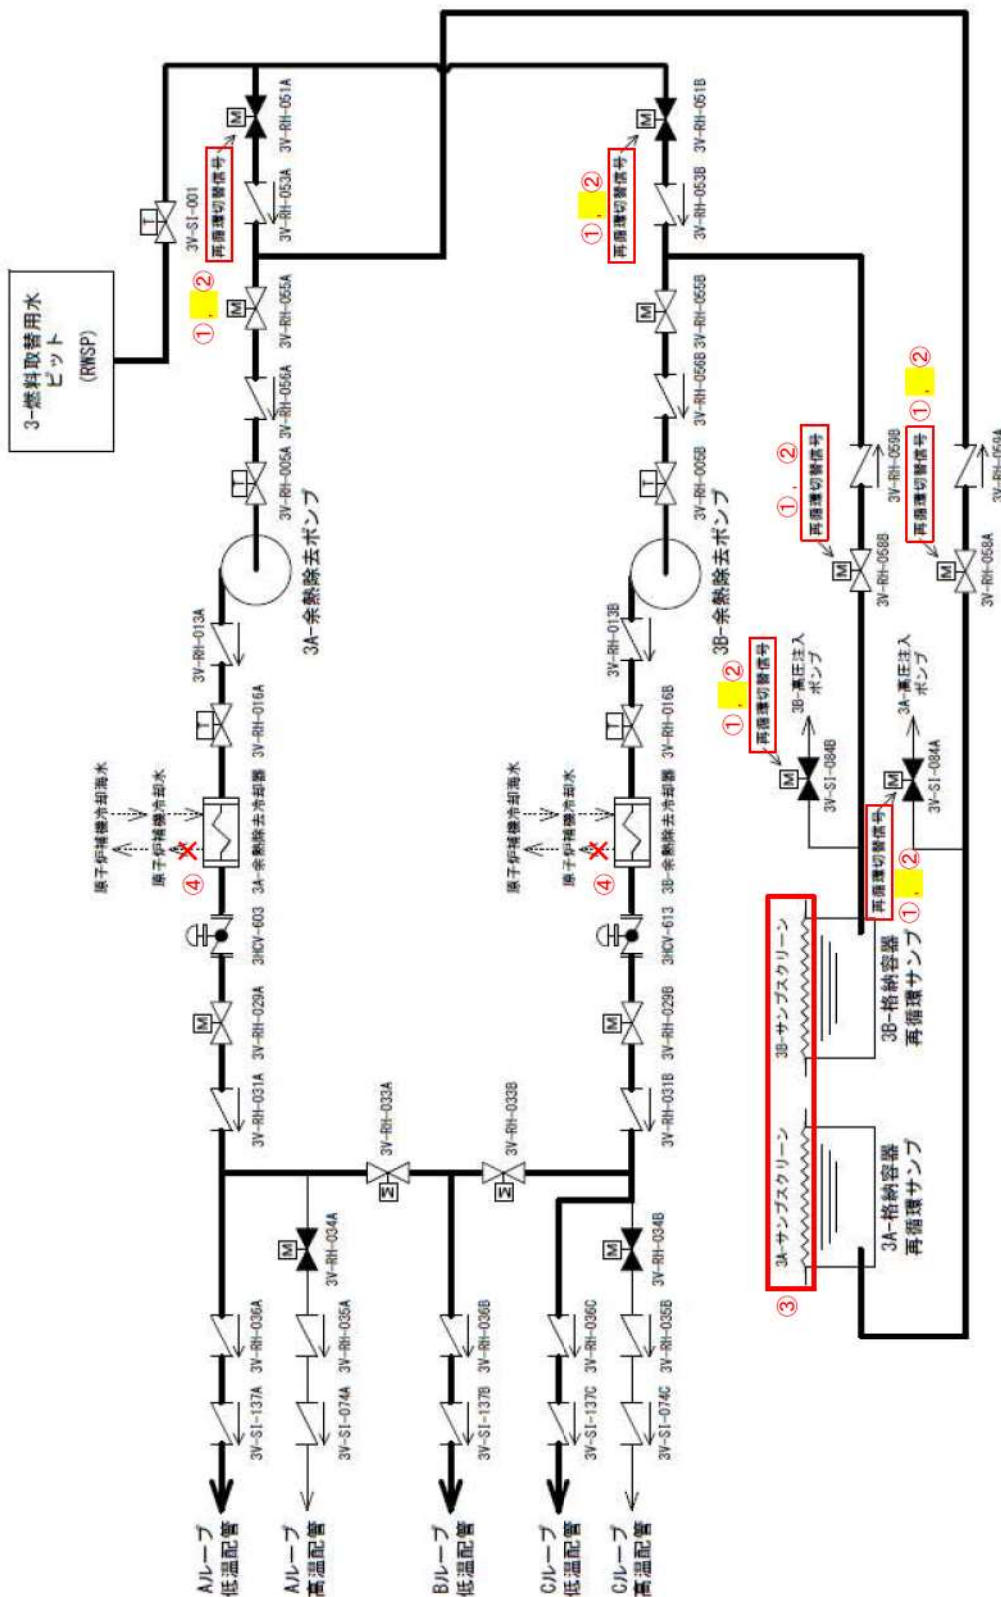 3-燃料取替用水
ピット
(RWSP)
3V-SI-001
再循環切替信号
①，②
M
3V-RH-051A
3V-RH-053A
M
3V-RH-055A
3V-RH-056A
T
3V-RH-005A
3A-余熱除去ポンプ
3V-RH-013A
T
3V-RH-016A
原子炉補機冷却海水
原子炉補機冷却水
④
3A-余熱除去冷却器
3HCV-603
M
3V-RH-029A
3V-RH-031A
M
3V-RH-033A
M
3V-RH-033B
M
3V-RH-034A
3V-RH-036A
3V-RH-035A
3V-SI-137A
3V-SI-074A
Aループ
低温配管
Aループ
高温配管
T
①，②
再循環切替信号
M
3V-RH-051B
3V-RH-053B
M
3V-RH-055B
3V-RH-056B
T
3V-RH-005B
3B-余熱除去ポンプ
3V-RH-013B
T
3V-RH-016B
原子炉補機冷却海水
原子炉補機冷却水
④
3B-余熱除去冷却器
3HCV-613
M
3V-RH-029B
3V-RH-031B
M
3V-RH-034B
3V-RH-036B
3V-RH-036C
3V-RH-035B
3V-SI-137B
3V-SI-137C
3V-SI-074C
Bループ
低温配管
Cループ
低温配管
Cループ
高温配管
①，②
再循環切替信号
3V-RH-059B
M
3V-RH-058B
①，②
再循環切替信号
3V-RH-059A
M
3V-RH-058A
①，②
再循環切替信号
3B-高圧注入
ポンプ
M
3V-SI-084B
3A-高圧注入
ポンプ
M
3V-SI-084A
再循環切替信号
①，②
3B-サンプスクリーン
3B-格納容器
再循環サンプ
3A-サンプスクリーン
3A-格納容器
再循環サンプ
③